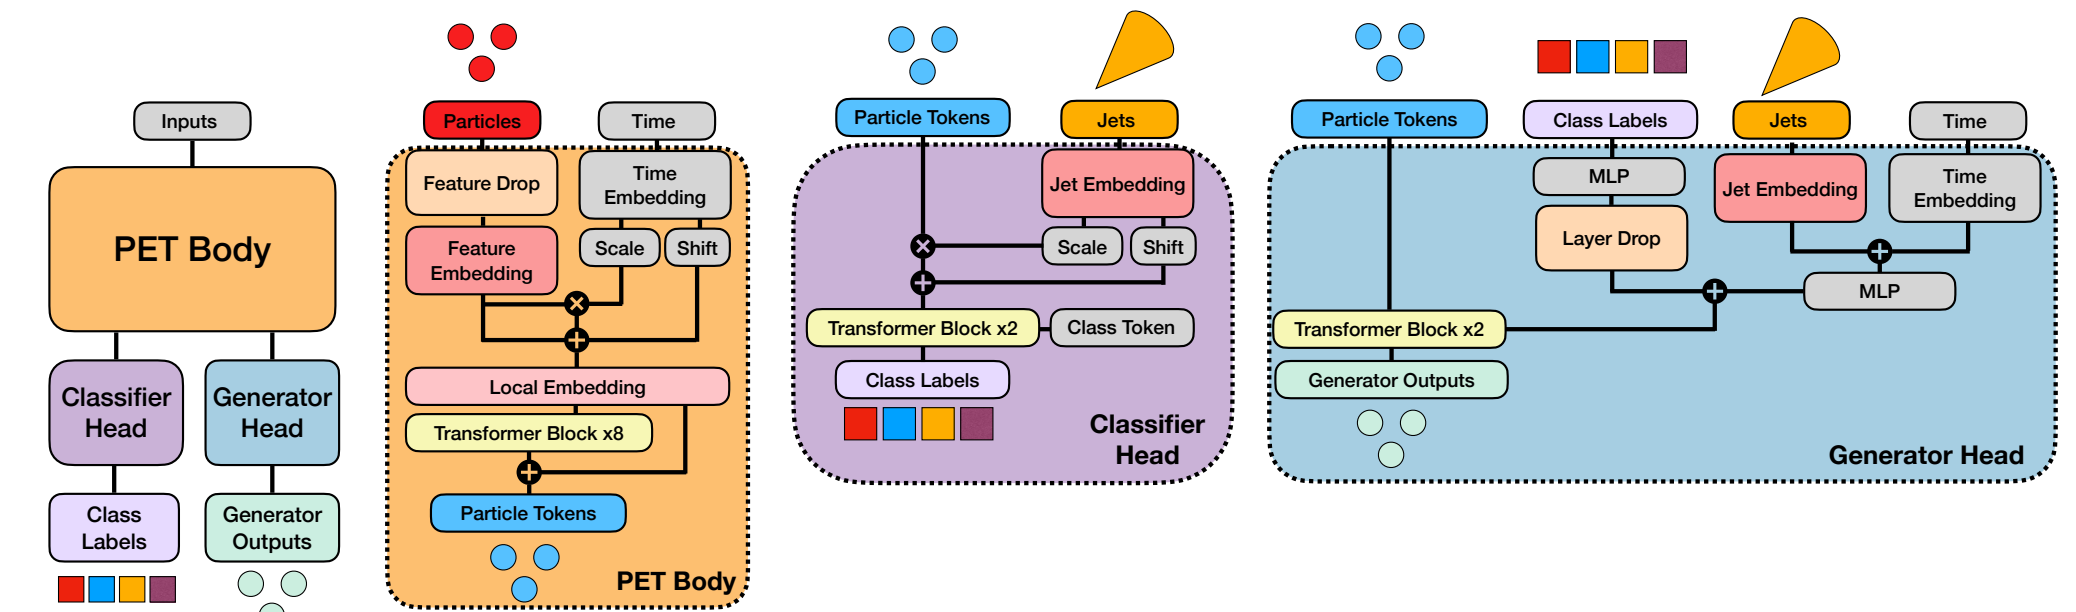 Inputs
PET Body
Classifier
Head
Generator
Head
Class
Labels
Generator
Outputs
Particles
Time
Feature Drop
Time
Embedding
Feature
Embedding
Scale
Shift
Local Embedding
Transformer Block x8
Particle Tokens
PET Body
Particle Tokens
Jets
Jet Embedding
Scale
Shift
Transformer Block x2
Class Token
Class Labels
Classifier
Head
Particle Tokens
Class Labels
Jets
Time
MLP
Jet Embedding
Time
Embedding
Layer Drop
MLP
Transformer Block x2
Generator Outputs
Generator Head